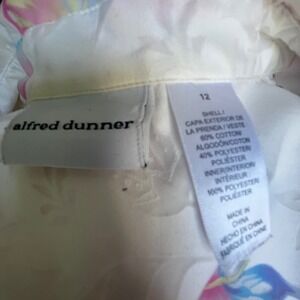 alfred dunner
12
SHELL /
CAPA EXTERIOR DE
LA PRENDA / VESTE
60% COTTON/
ALGODÓN/COTON
40% POLYESTER/
POLIÉSTER
INNER/INTERIOR/
INTÉRIEUR :
100% POLYESTER/
POLIÉSTER
MADE IN
CHINA
HECHO EN CHINA
FABRIQUÉ EN CHINE